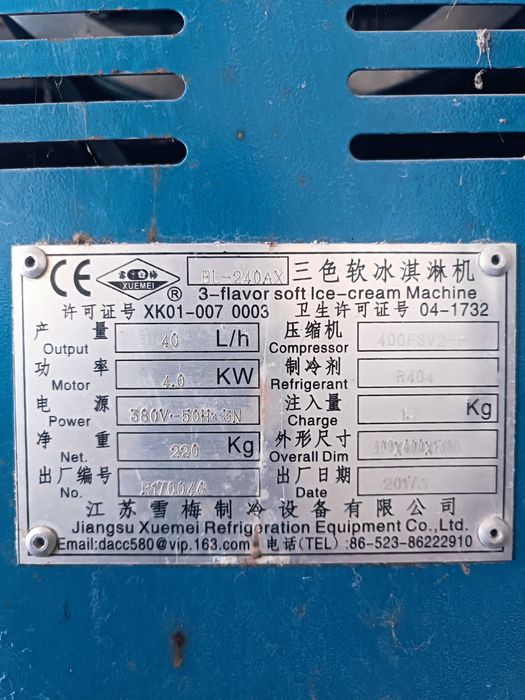 CE 雪梅 XUEMEI ® BL-240AX 三色软冰淇淋机
3-flavor soft Ice-cream Machine
许可证号 XK01-007 0003 卫生许可证号 04-1732
产量 Output 40 L/h 压缩机 Compressor
功率 Motor 4.0 KW 制冷剂 Refrigerant R404
电源 Power 380V~50Hz 3N 注入量 Charge Kg
净重 Net. 220 Kg 外形尺寸 Overall Dim
出厂编号 No. 出厂日期 Date
江苏雪梅制冷设备有限公司
Jiangsu Xuemei Refrigeration Equipment Co.,Ltd.
Email:dacc580@vip.163.com 电话(TEL):86-523-86222910